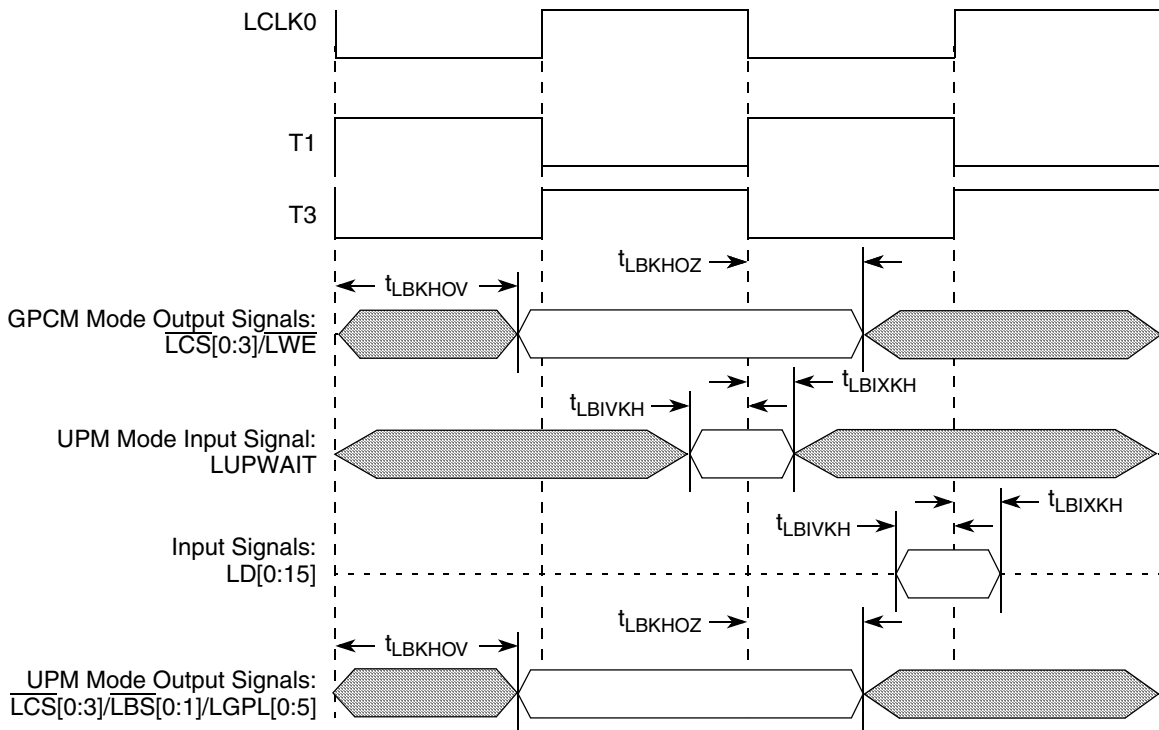 LCLK0
T1
T3
tLBKHOZ
tLBKHOV
GPCM Mode Output Signals:
LCS[0:3]/LWE
tLBIXKH
tLBIVKH
UPM Mode Input Signal:
LUPWAIT
tLBIXKH
tLBIVKH
Input Signals:
LD[0:15]
tLBKHOZ
tLBKHOV
UPM Mode Output Signals:
LCS[0:3]/LBS[0:1]/LGPL[0:5]